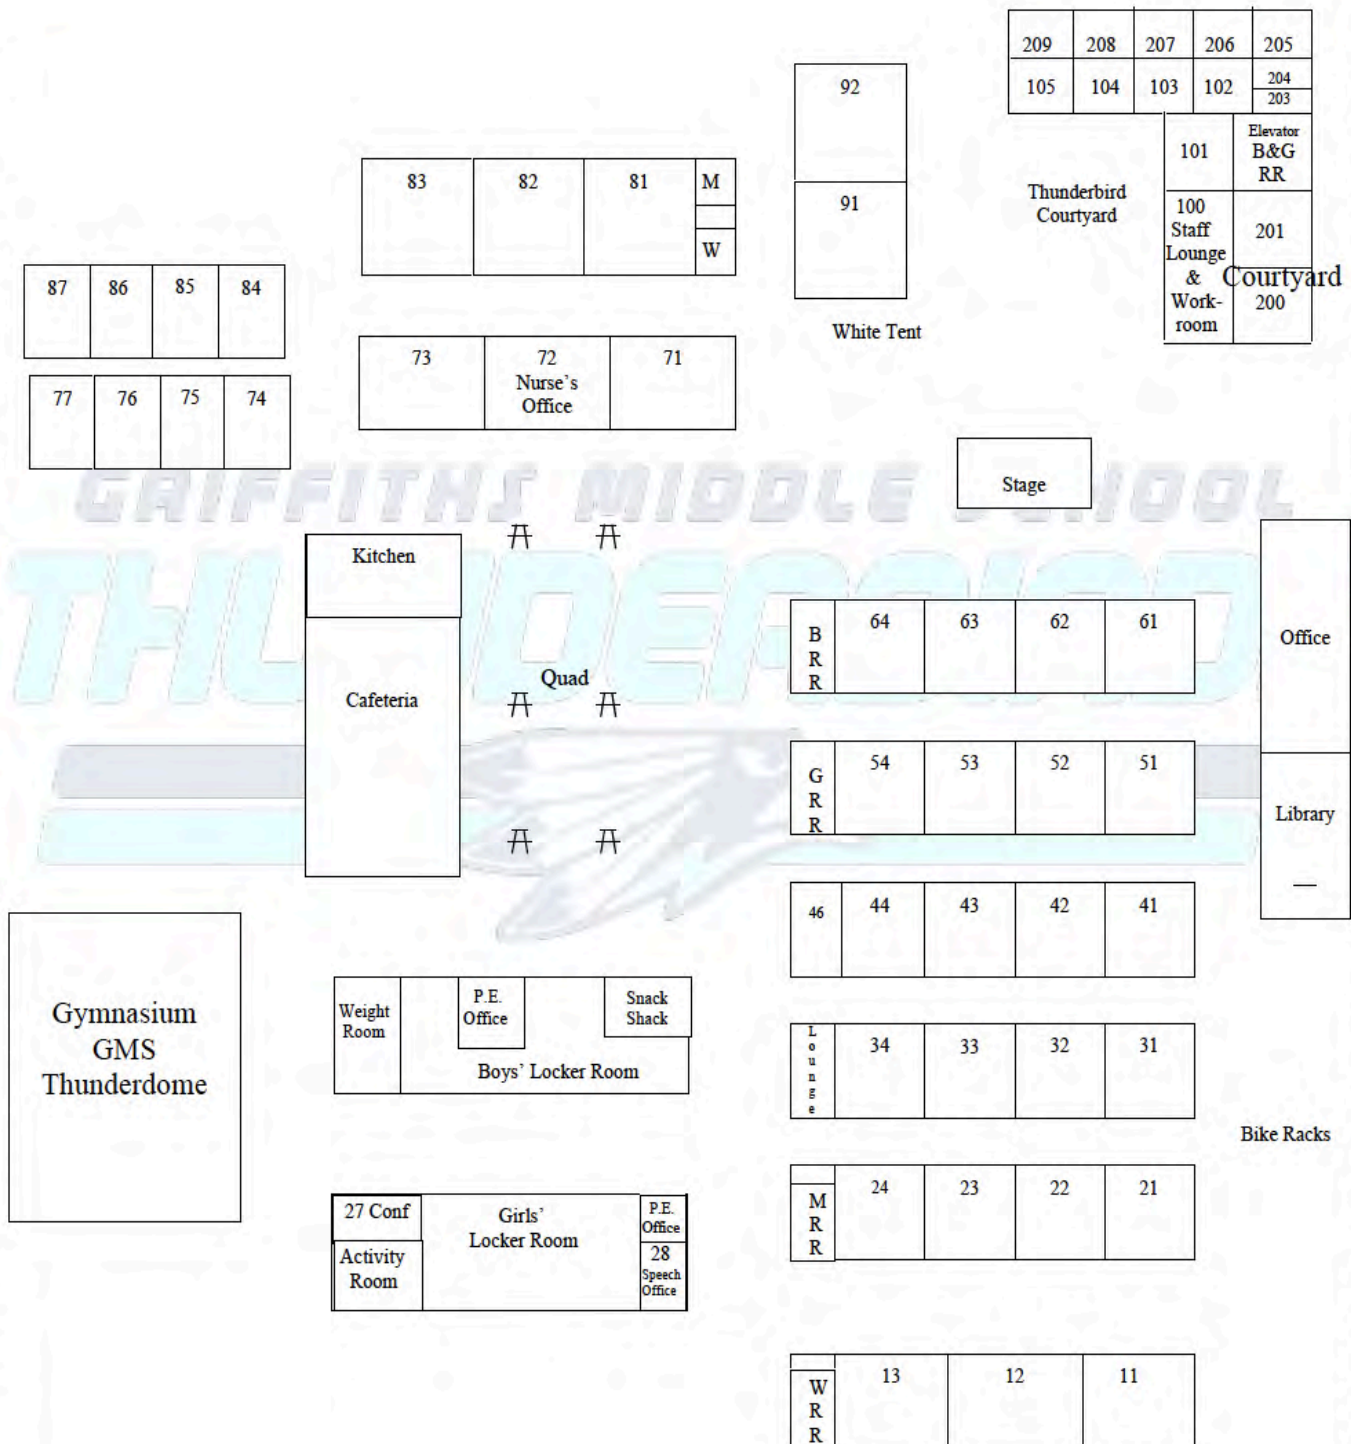 209 208 207 206 205
105 104 103 102 204
203
92
91
101
Elevator
B&G
RR
Thunderbird
Courtyard
100
Staff
Lounge
&
Work-
room
201
Courtyard
200
83 82 81 M
W
87 86 85 84
White Tent
73 72 71
Nurse's
Office
77 76 75 74
Stage
GRIFFITHS MIDDLE SCHOOL
THUNDERBIRD
Kitchen
Cafeteria
Quad
B
R
R
64 63 62 61
Office
G
R
R
54 53 52 51
Library
46 44 43 42 41
Gymnasium
GMS
Thunderdome
Weight
Room
P.E.
Office
Snack
Shack
Boys' Locker Room
L
o
u
n
g
e
34 33 32 31
Bike Racks
M
R
R
24 23 22 21
27 Conf
Activity
Room
Girls'
Locker Room
P.E.
Office
28
Speech
Office
W
R
R
13 12 11